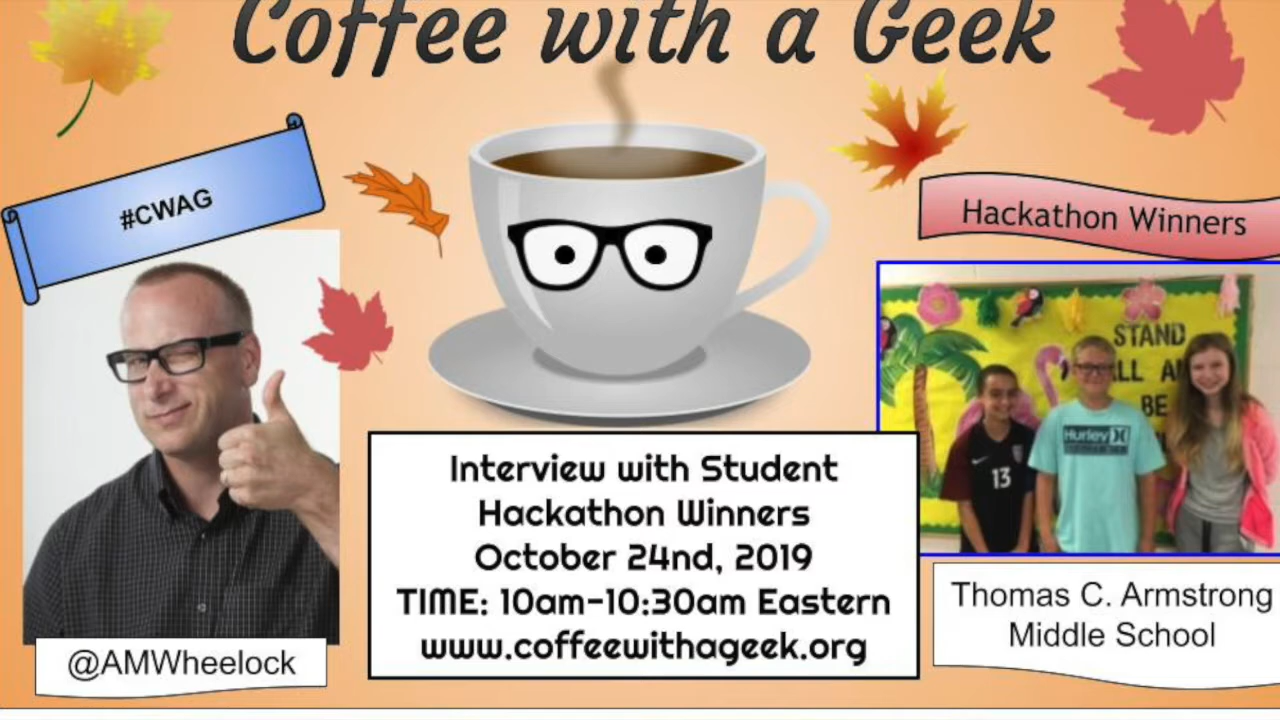 Coffee with a Geek
#CWAG
Hackathon Winners
STAND
BE
Hurley
13
Interview with Student
Hackathon Winners
October 24nd, 2019
TIME: 10am-10:30am Eastern
www.coffeewithageek.org
@AMWheelock
Thomas C. Armstrong
Middle School